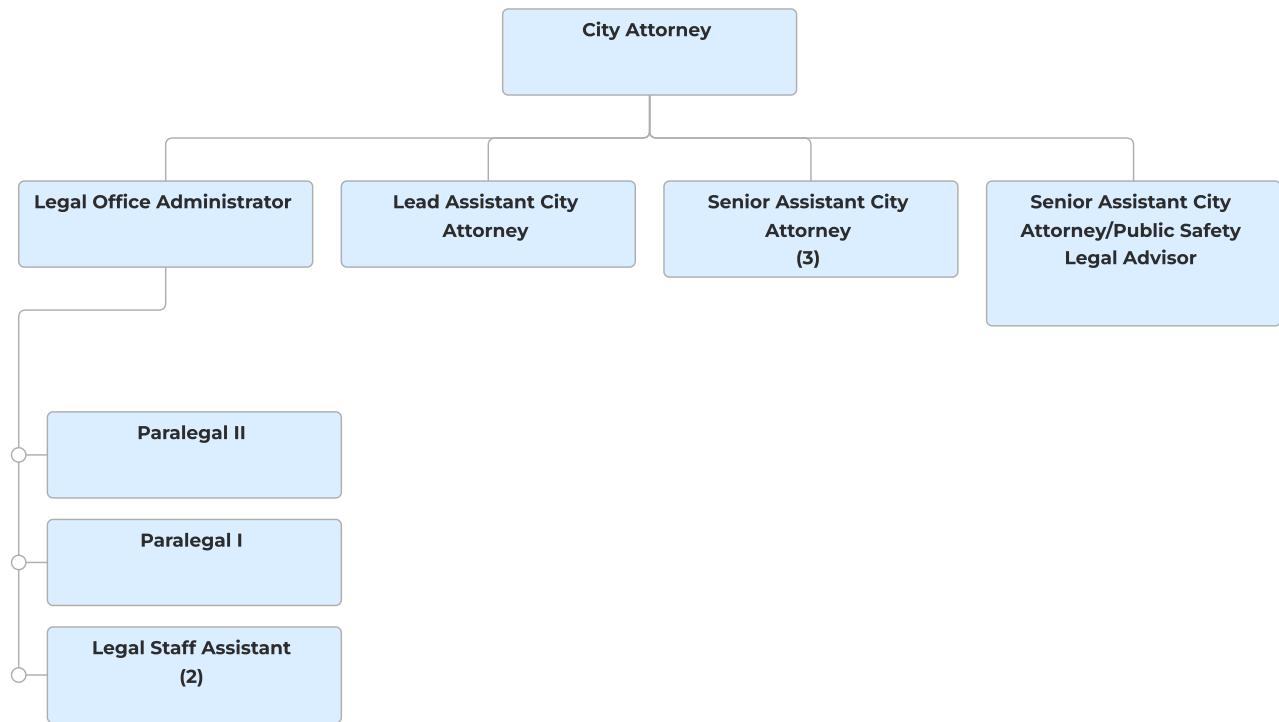 City Attorney
Legal Office Administrator
Lead Assistant City
Attorney
Senior Assistant City
Attorney
(3)
Senior Assistant City
Attorney/Public Safety
Legal Advisor
Paralegal II
Paralegal I
Legal Staff Assistant
(2)